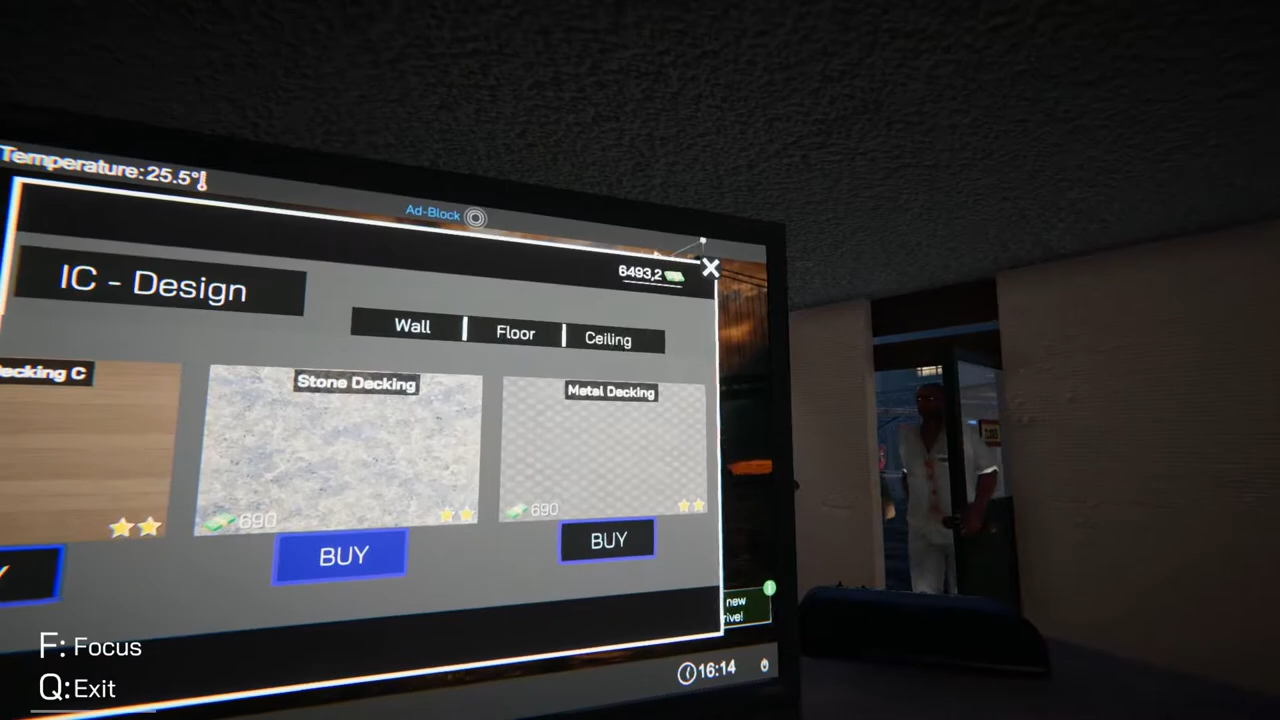 Temperature:25.5°
Ad-Block
6493,2
IC - Design
Wall
Floor
Ceiling
ecking C
Stone Decking
Metal Decking
690
690
BUY
BUY
new
rive!
F: Focus
Q:Exit
16:14